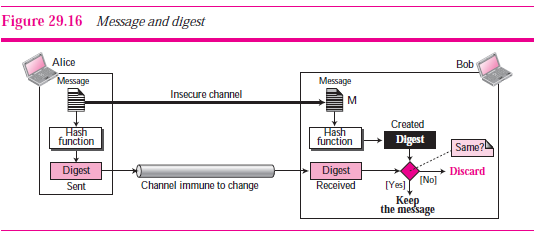 Figure 29.16 Message and digest
Alice
Bob
Message
Message
Insecure channel
M
Hash
function
Hash
function
Created
Digest
Same?
Digest
Sent
Channel immune to change
Digest
Received
[Yes]
[No]
Discard
Keep
the message